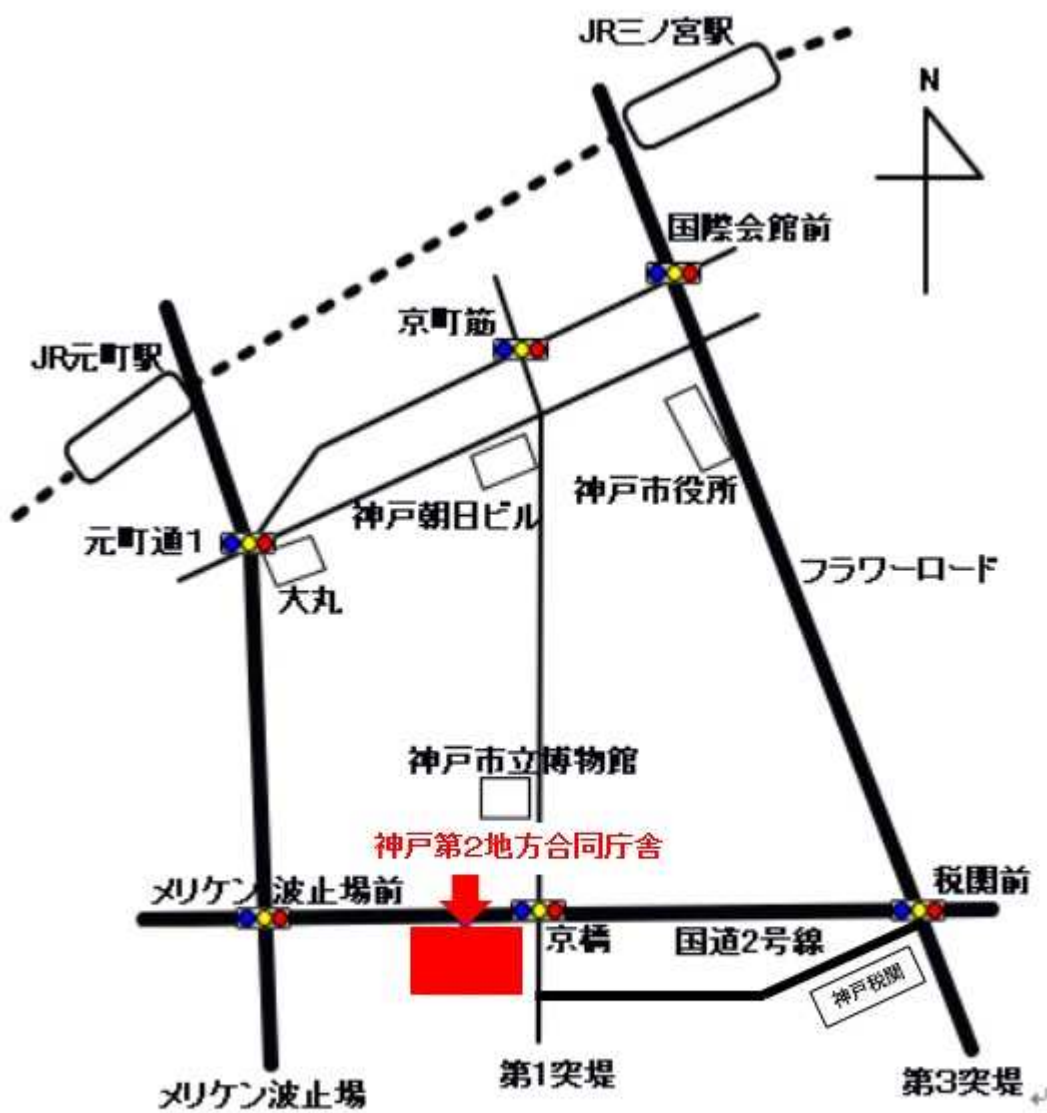 JR三ノ宮駅
N
国際会館前
京町筋
JR元町駅
神戸市役所
神戸朝日ビル
元町通1
フラワーロード
大丸
神戸市立博物館
神戸第2地方合同庁舎
メリケン波止場前
税関前
京橋
国道2号線
神戸税関
第1突堤
第3突堤
メリケン波止場